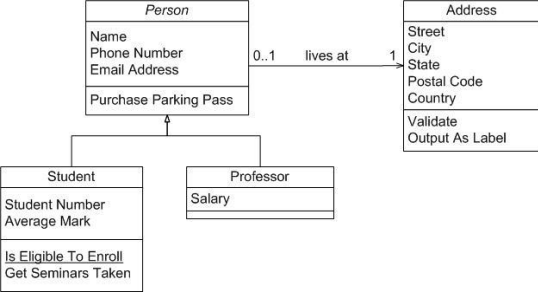 Person
Name
Phone Number
Email Address
Purchase Parking Pass
0..1 lives at 1
Address
Street
City
State
Postal Code
Country
Validate
Output As Label
Student
Student Number
Average Mark
Is Eligible To Enroll
Get Seminars Taken
Professor
Salary